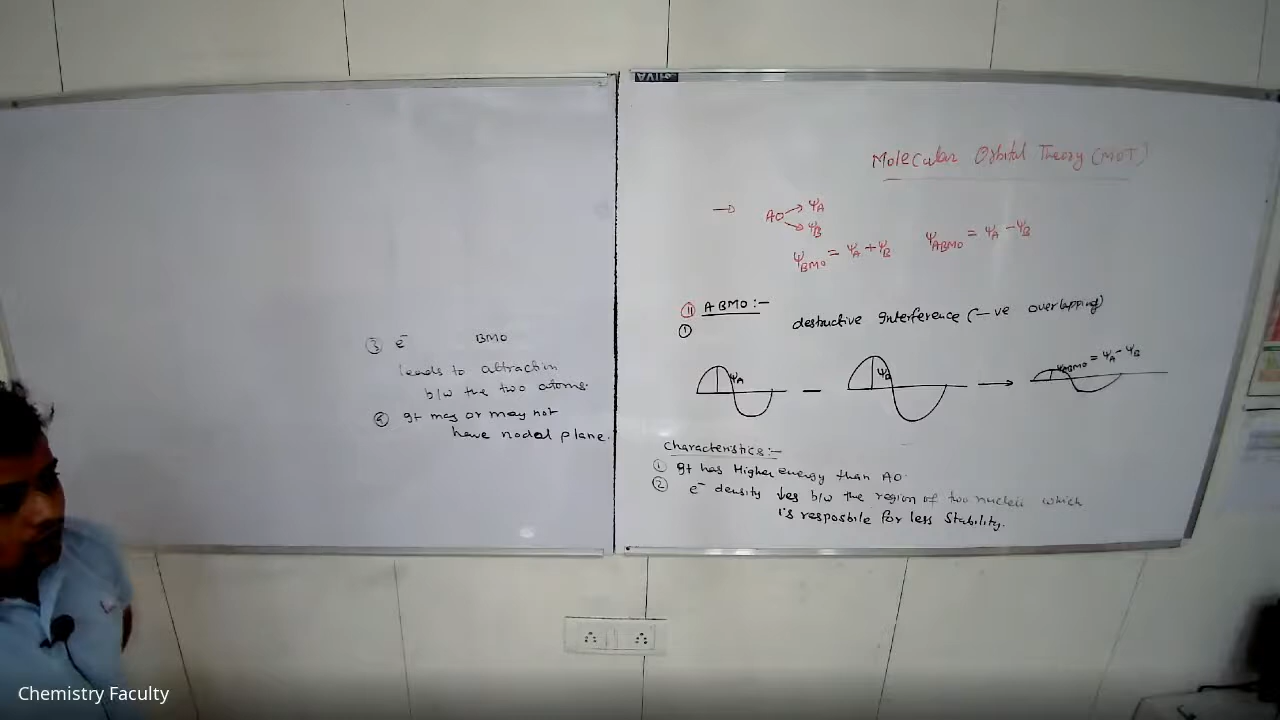 ③ e⁻ BMO
leads to attraction
b/w the two atoms.
④ It may or may not
have nodal plane.
Molecular Orbital Theory (MOT)
→ AO → ψA
→ ψB
ψBMO = ψA + ψB ψABMO = ψA - ψB
II ABMO :-
① destructive Interference (-ve overlapping)
ψA - ψB → ψABMO = ψA - ψB
Characteristics :-
① It has Higher energy than AO.
② e⁻ density ↓es b/w the region of two nuclei which
is resposbile for less Stability.
Chemistry Faculty